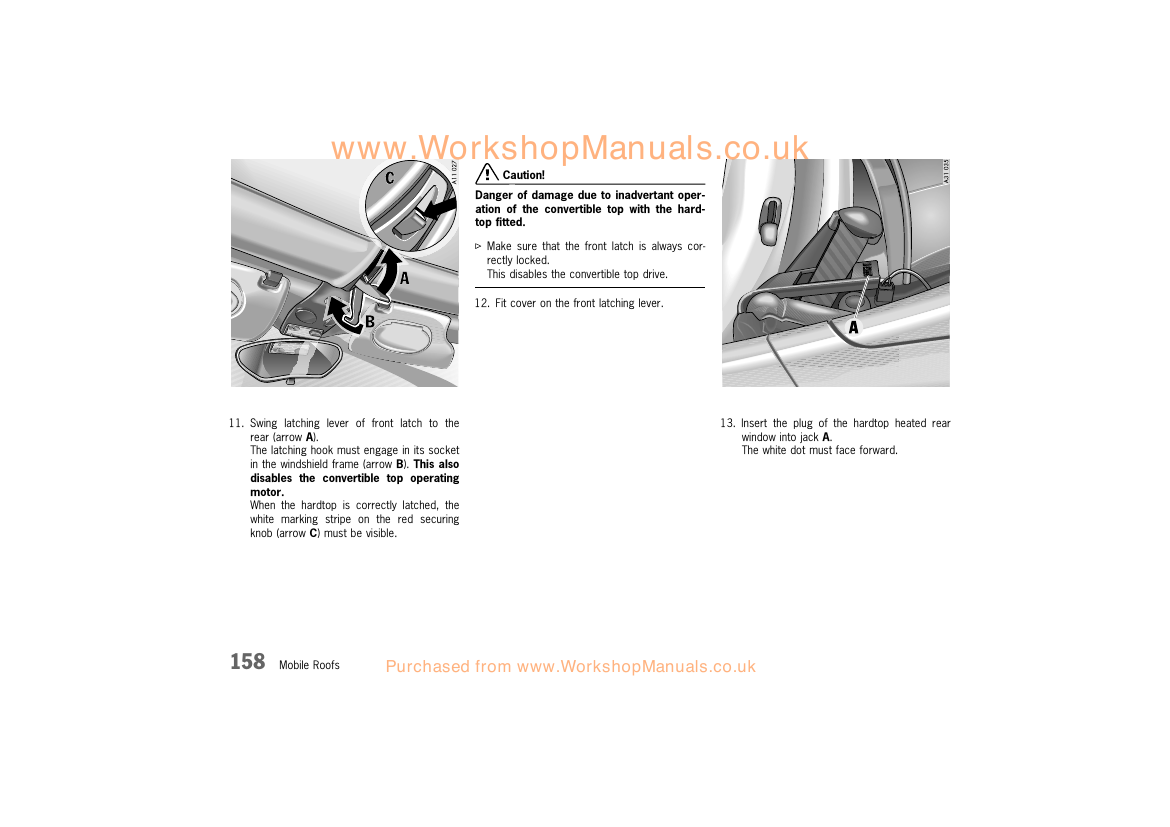 www.WorkshopManuals.co.uk
C
A11 027
A
B
11. Swing latching lever of front latch to the
rear (arrow A).
The latching hook must engage in its socket
in the windshield frame (arrow B). This also
disables the convertible top operating
motor.
When the hardtop is correctly latched, the
white marking stripe on the red securing
knob (arrow C) must be visible.
Caution!
Danger of damage due to inadvertant oper-
ation of the convertible top with the hard-
top fitted.
▷ Make sure that the front latch is always cor-
rectly locked.
This disables the convertible top drive.
12. Fit cover on the front latching lever.
A31 035
A
13. Insert the plug of the hardtop heated rear
window into jack A.
The white dot must face forward.
158 Mobile Roofs
Purchased from www.WorkshopManuals.co.uk